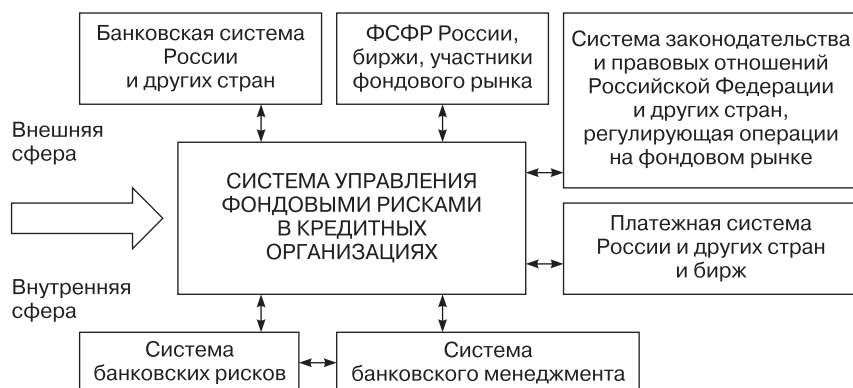 Банковская система
России
и других стран
ФСФР России,
биржи, участники
фондового рынка
Система законодательства
и правовых отношений
Российской Федерации
и других стран,
регулирующая операции
на фондовом рынке
Внешняя
сфера
СИСТЕМА УПРАВЛЕНИЯ
ФОНДОВЫМИ РИСКАМИ
В КРЕДИТНЫХ
ОРГАНИЗАЦИЯХ
Платежная система
России и других стран
и бирж
Внутренняя
сфера
Система
банковских рисков
Система
банковского менеджмента